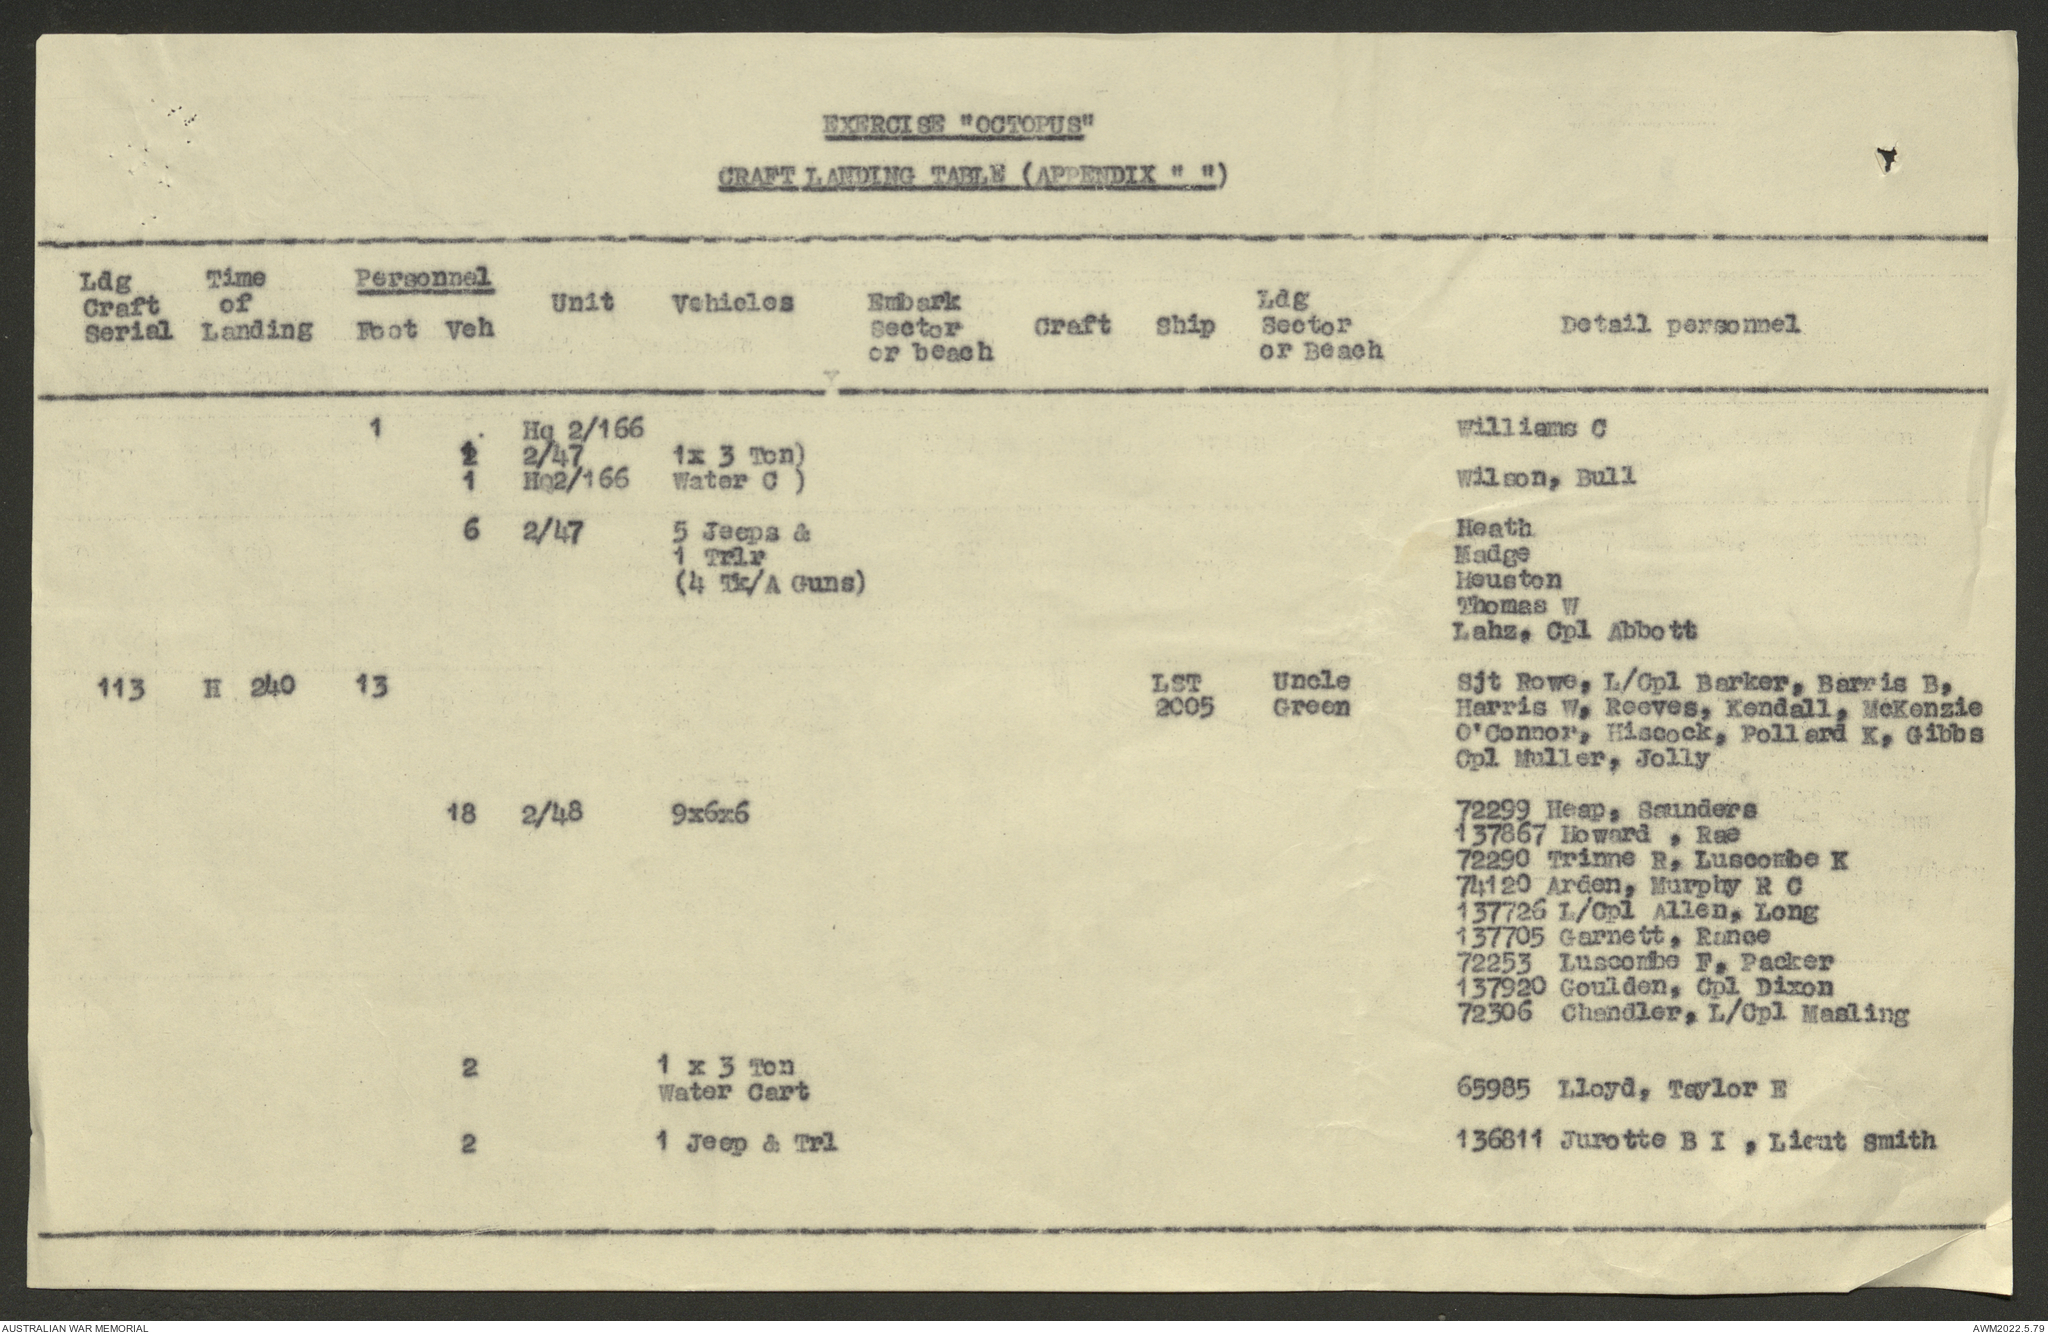 EXERCISE "OCTOPUS"
CRAFT LANDING TABLE (APPENDIX " ")
Ldg Craft Serial
Time of Landing
Personnel
Foot Veh
Unit
Vehicles
Embark Sector or beach
Craft
Ship
Ldg Sector or Beach
Detail personnel
1 Hq 2/166 Williams C
2 2/47 1x 3 Ton)
1 HQ2/166 Water C ) Wilson, Bull
6 2/47 5 Jeeps & Heath
1 Trlr Madge
(4 Tk/A Guns) Houston
Thomas W
Lahz, Cpl Abbott
113 H 240 13 LST Uncle Sjt Rowe, L/Cpl Barker, Barris B,
2005 Green Harris W, Reeves, Kendall, McKenzie
O'Connor, Hiscock, Pollard K, Gibbs
Cpl Muller, Jolly
18 2/48 9x6x6 72299 Heap, Saunders
137867 Howard , Rae
72290 Trinne R, Luscombe K
74120 Arden, Murphy R C
137726 L/Cpl Allen, Long
137705 Garnett, Rance
72253 Luscombe F, Packer
137920 Goulden, Cpl Dixon
72306 Chandler, L/Cpl Masling
2 1 x 3 Ton
Water Cart 65985 Lloyd, Taylor E
2 1 Jeep & Trl 136811 Jurotte B I , Lieut Smith
AUSTRALIAN WAR MEMORIAL AWM2022.5.79